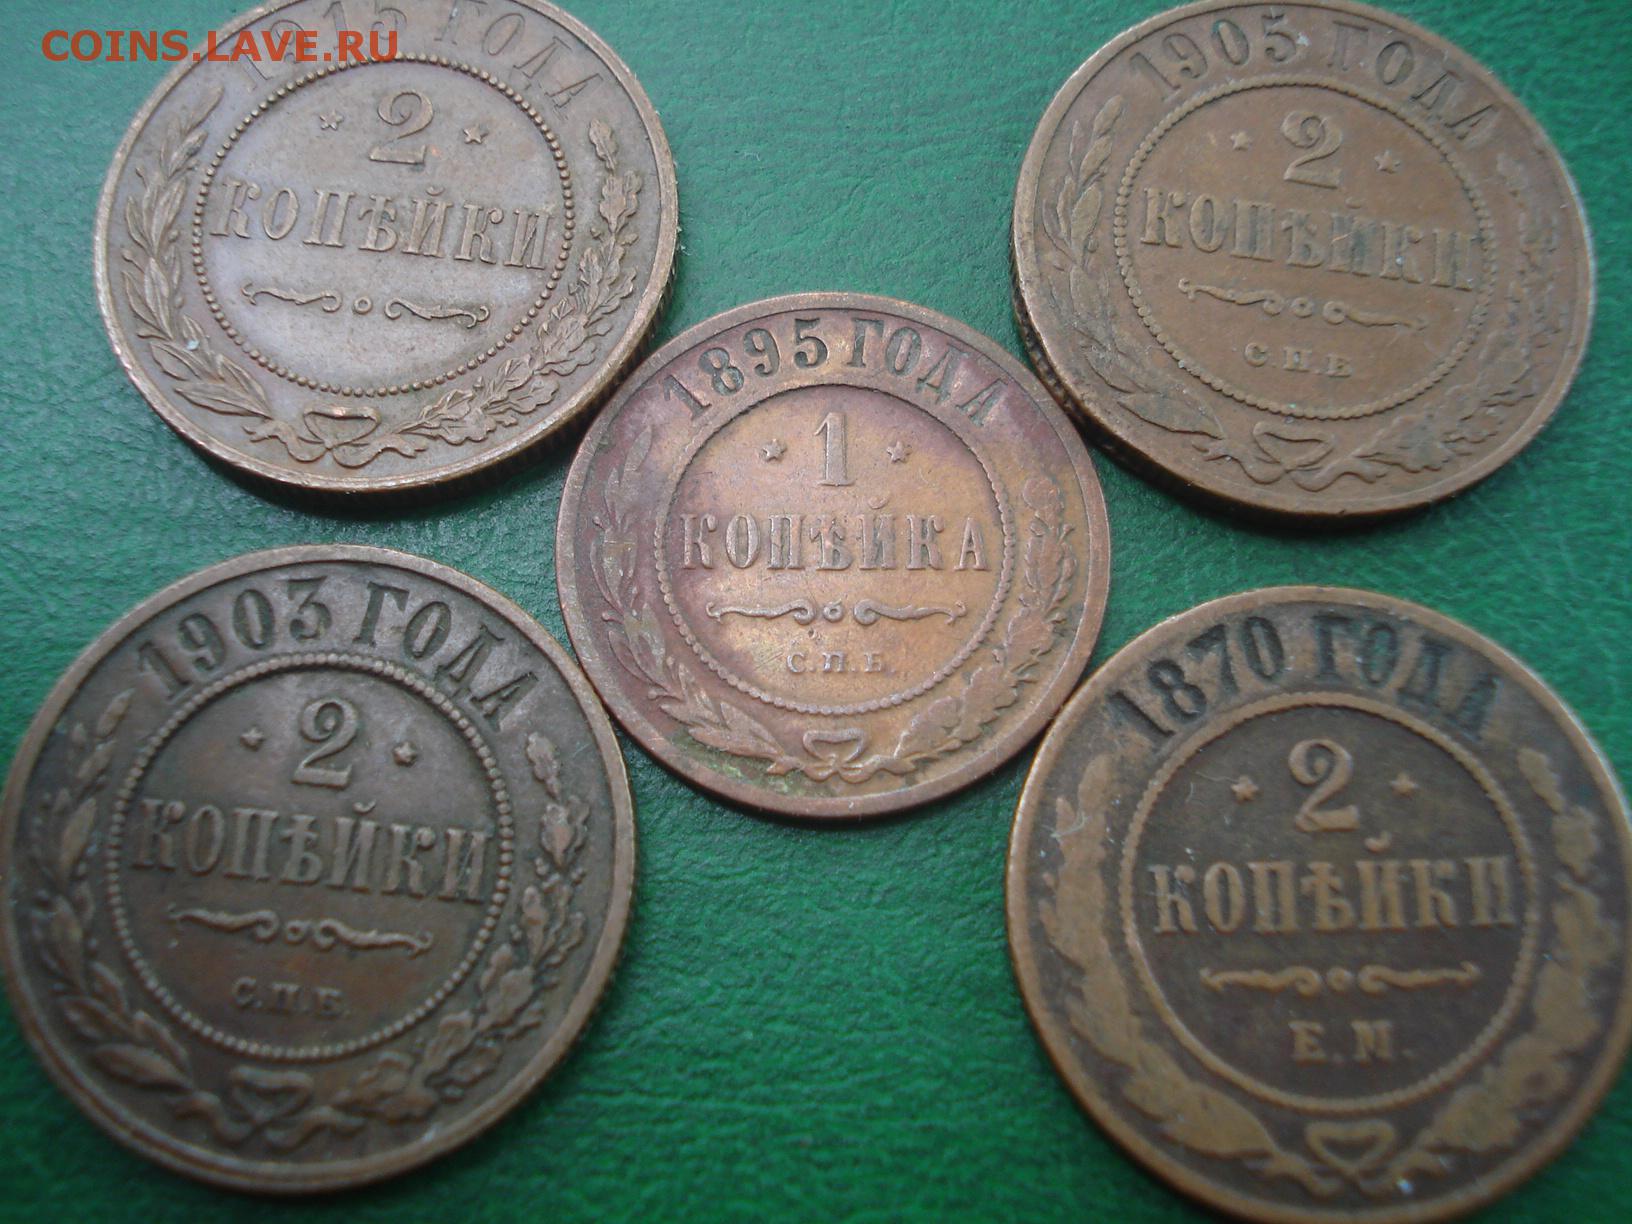 COINS.LAVE.RU
1915 ГОДА
2
КОПѢЙКИ
1905 ГОДА
2
КОПѢЙКИ
С.П.Б.
1895 ГОДА
1
КОПѢЙКА
С.П.Б.
1903 ГОДА
2
КОПѢЙКИ
С.П.Б.
1870 ГОДА
2
КОПѢЙКИ
Е.М.